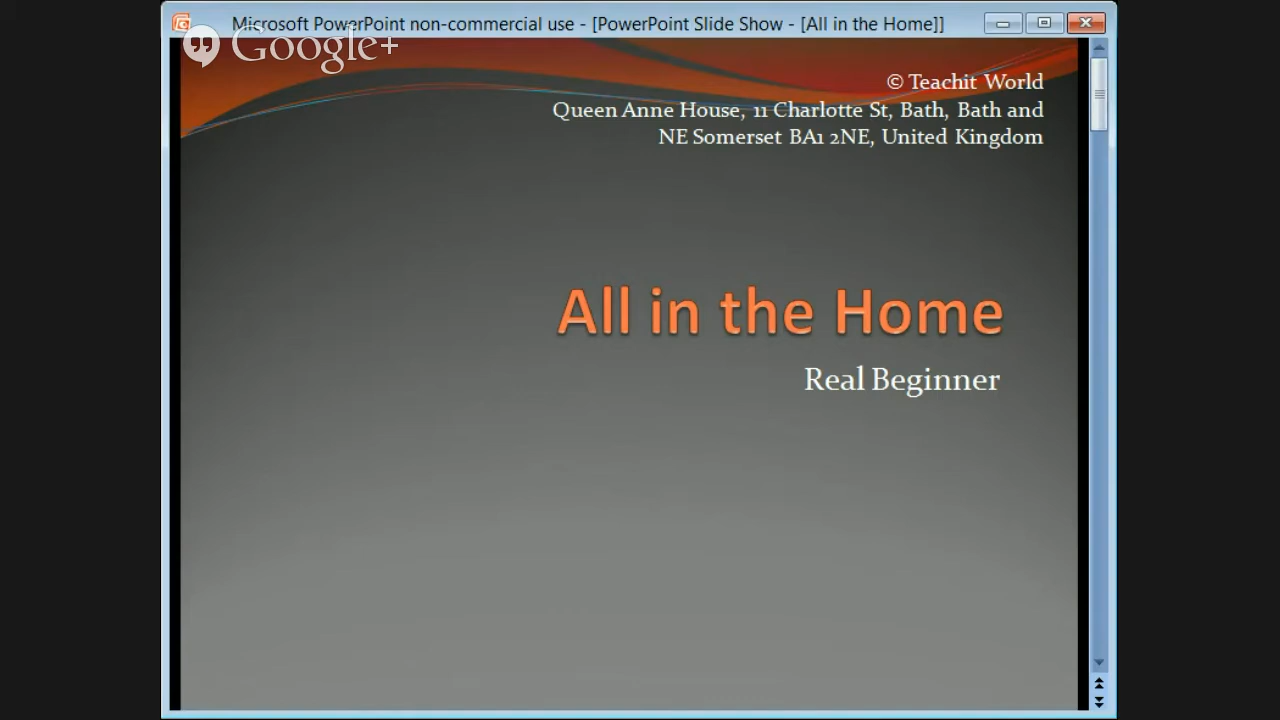 Microsoft PowerPoint non-commercial use - [PowerPoint Slide Show - [All in the Home]]
Google+
© Teachit World
Queen Anne House, 11 Charlotte St, Bath, Bath and
NE Somerset BA1 2NE, United Kingdom
All in the Home
Real Beginner